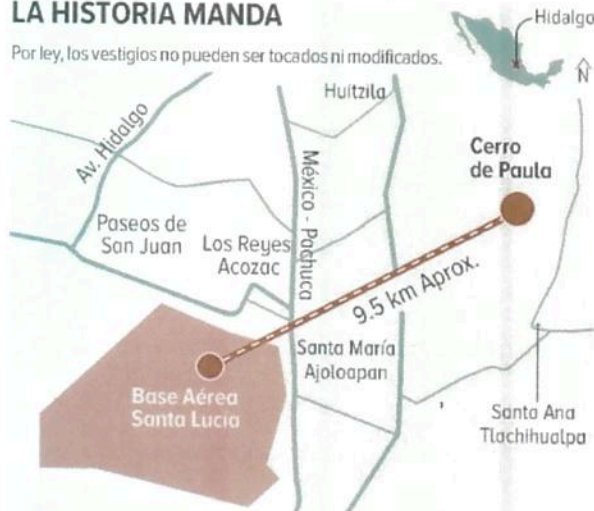 LA HISTORIA MANDA
Por ley, los vestigios no pueden ser tocados ni modificados.
Hidalgo
N
Huitzila
Av. Hidalgo
México - Pachuca
Cerro
de Paula
Paseos de
San Juan
Los Reyes
Acozac
9.5 km Aprox.
Santa María
Ajoloapan
Base Aérea
Santa Lucía
Santa Ana
Tlachihualpa